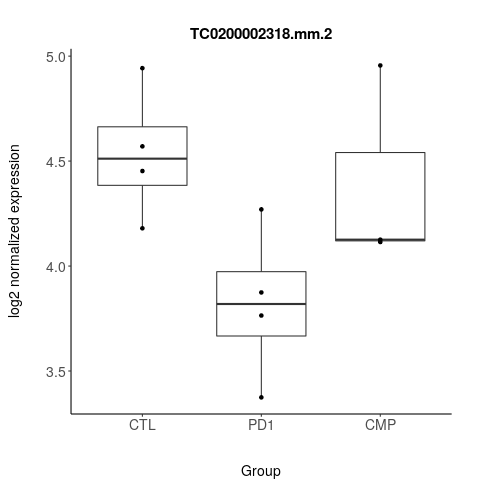 TC0200002318.mm.2
log2 normalized expression
5.0
4.5
4.0
3.5
CTL
PD1
CMP
Group